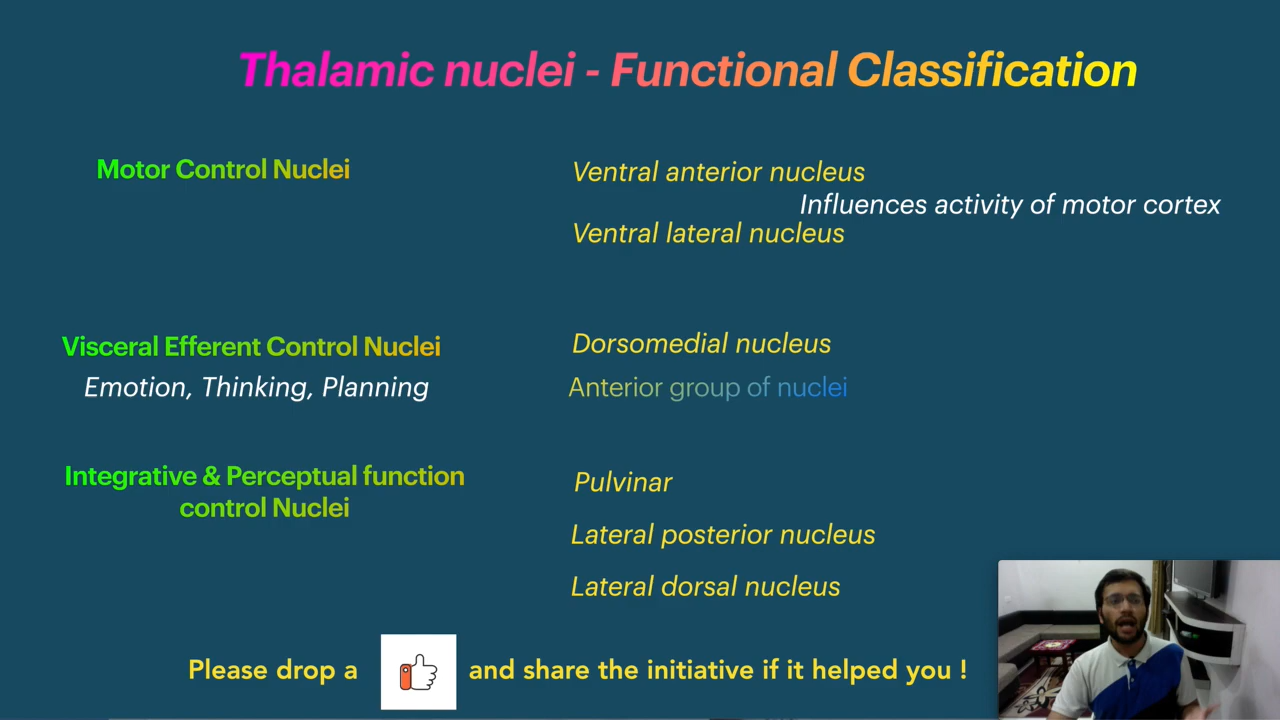 Thalamic nuclei - Functional Classification
Motor Control Nuclei
Ventral anterior nucleus
Influences activity of motor cortex
Ventral lateral nucleus
Visceral Efferent Control Nuclei
Dorsomedial nucleus
Emotion, Thinking, Planning
Anterior group of nuclei
Integrative & Perceptual function
control Nuclei
Pulvinar
Lateral posterior nucleus
Lateral dorsal nucleus
Please drop a and share the initiative if it helped you !